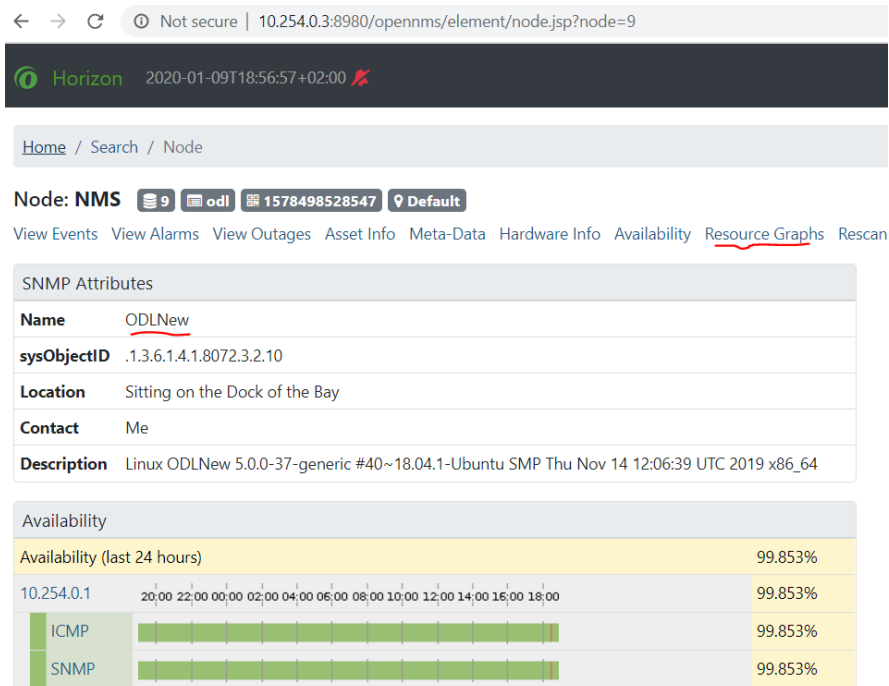 Not secure | 10.254.0.3:8980/opennms/element/node.jsp?node=9
Horizon 2020-01-09T18:56:57+02:00
Home / Search / Node
Node: NMS 9 odl 1578498528547 Default
View Events View Alarms View Outages Asset Info Meta-Data Hardware Info Availability Resource Graphs Rescan
SNMP Attributes
Name ODLNew
sysObjectID .1.3.6.1.4.1.8072.3.2.10
Location Sitting on the Dock of the Bay
Contact Me
Description Linux ODLNew 5.0.0-37-generic #40~18.04.1-Ubuntu SMP Thu Nov 14 12:06:39 UTC 2019 x86_64
Availability
Availability (last 24 hours) 99.853%
10.254.0.1 20:00 22:00 00:00 02:00 04:00 06:00 08:00 10:00 12:00 14:00 16:00 18:00 99.853%
ICMP 99.853%
SNMP 99.853%